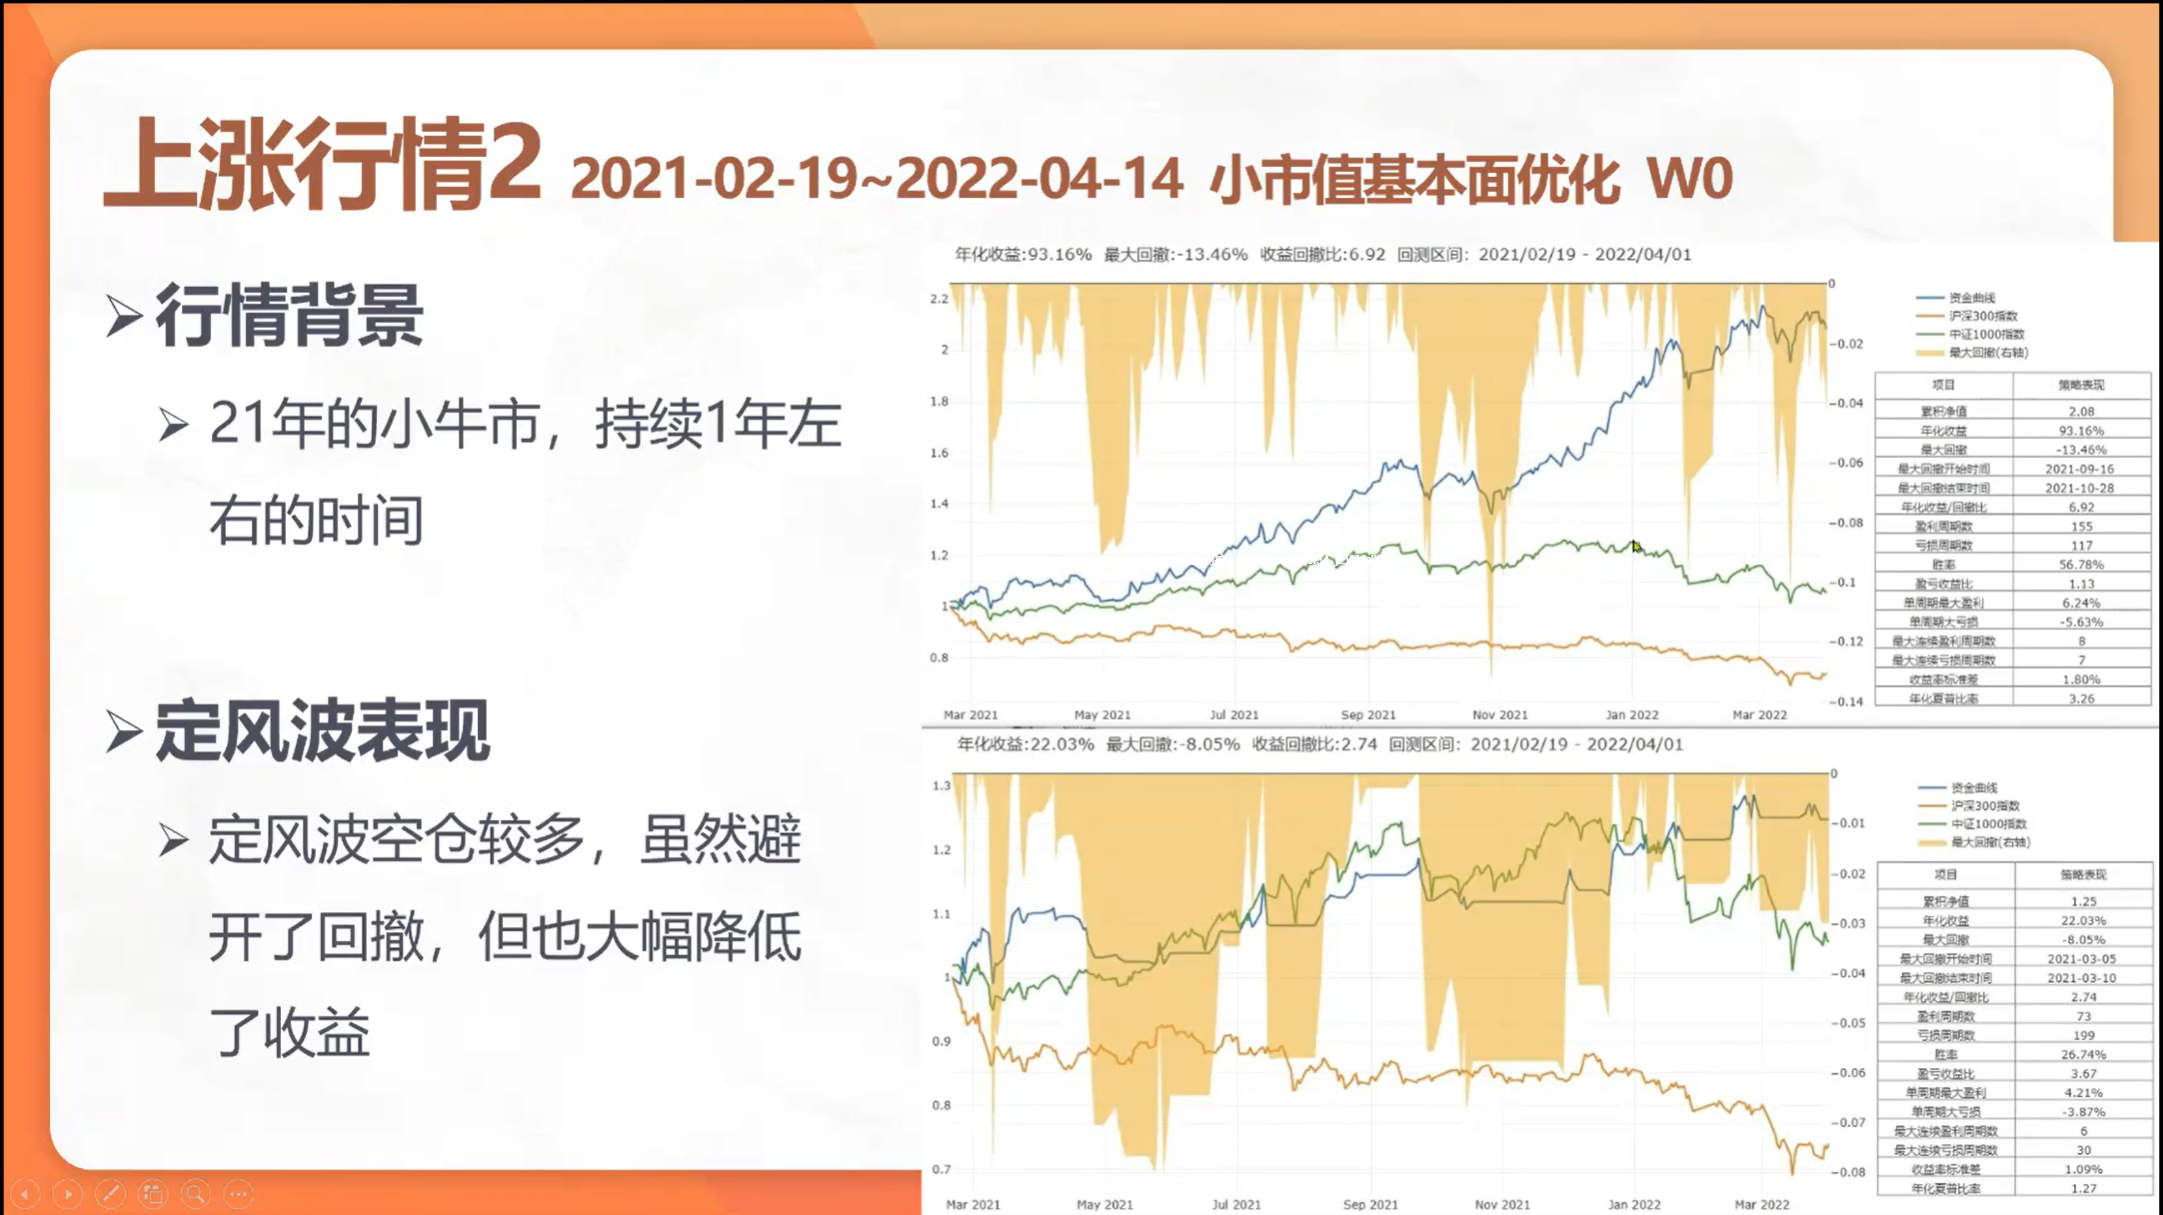 上涨行情2 2021-02-19~2022-04-14 小市值基本面优化 W0
行情背景
21年的小牛市，持续1年左
右的时间
定风波表现
定风波空仓较多，虽然避
开了回撤，但也大幅降低
了收益
年化收益:93.16% 最大回撤:-13.46% 收益回撤比:6.92 回测区间: 2021/02/19 - 2022/04/01
2.2
2
1.8
1.6
1.4
1.2
1
0.8
0
−0.02
−0.04
−0.06
−0.08
−0.1
−0.12
−0.14
Mar 2021 May 2021 Jul 2021 Sep 2021 Nov 2021 Jan 2022 Mar 2022
资金曲线
沪深300指数
中证1000指数
最大回撤(右轴)
项目 策略表现
累积净值 2.08
年化收益 93.16%
最大回撤 -13.46%
最大回撤开始时间 2021-09-16
最大回撤结束时间 2021-10-28
年化收益/回撤比 6.92
盈利周期数 155
亏损周期数 117
胜率 56.78%
盈亏收益比 1.13
单周期最大盈利 6.24%
单周期大亏损 -5.63%
最大连续盈利周期数 8
最大连续亏损周期数 7
收益率标准差 1.80%
年化夏普比率 3.26
年化收益:22.03% 最大回撤:-8.05% 收益回撤比:2.74 回测区间: 2021/02/19 - 2022/04/01
1.3
1.2
1.1
1
0.9
0.8
0.7
0
−0.01
−0.02
−0.03
−0.04
−0.05
−0.06
−0.07
−0.08
Mar 2021 May 2021 Jul 2021 Sep 2021 Nov 2021 Jan 2022 Mar 2022
资金曲线
沪深300指数
中证1000指数
最大回撤(右轴)
项目 策略表现
累积净值 1.25
年化收益 22.03%
最大回撤 -8.05%
最大回撤开始时间 2021-03-05
最大回撤结束时间 2021-03-10
年化收益/回撤比 2.74
盈利周期数 73
亏损周期数 199
胜率 26.74%
盈亏收益比 3.67
单周期最大盈利 4.21%
单周期大亏损 -3.87%
最大连续盈利周期数 6
最大连续亏损周期数 30
收益率标准差 1.09%
年化夏普比率 1.27